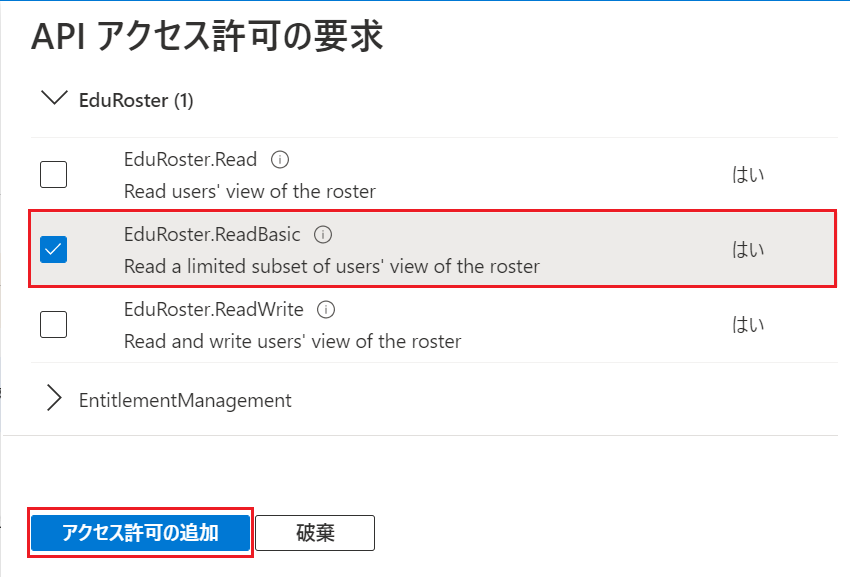 API アクセス許可の要求
EduRoster (1)
EduRoster.Read
Read users' view of the roster
はい
EduRoster.ReadBasic
Read a limited subset of users' view of the roster
はい
EduRoster.ReadWrite
Read and write users' view of the roster
はい
EntitlementManagement
アクセス許可の追加
破棄